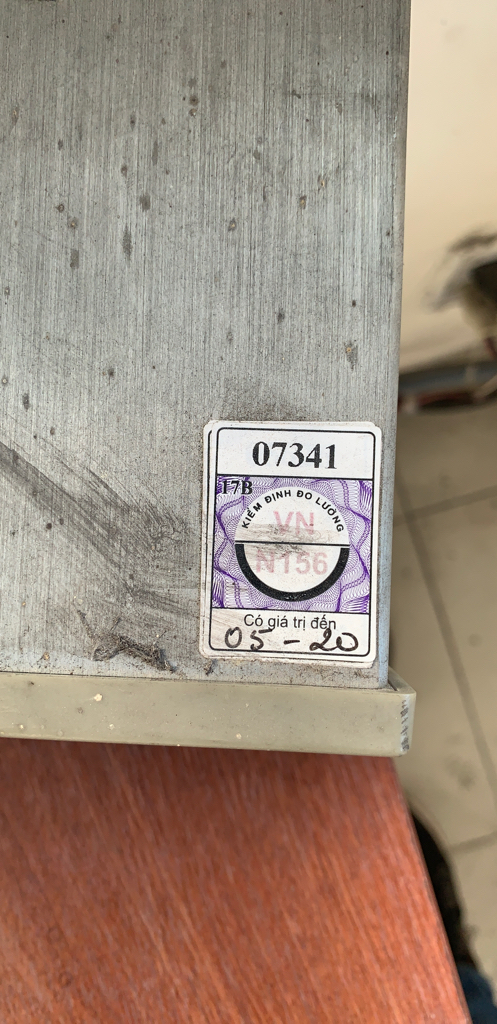 07341
17B
KIỂM ĐỊNH ĐO LƯỜNG
VN
N156
Có giá trị đến
05-20